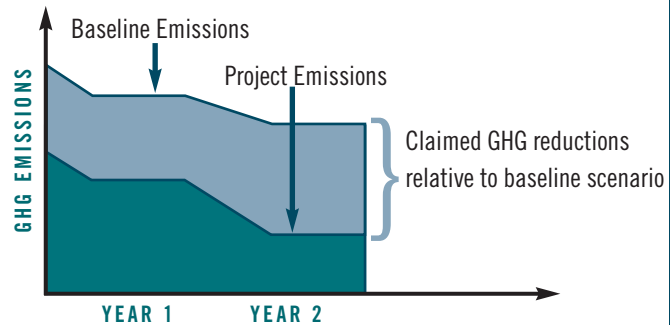 Baseline Emissions
Project Emissions
GHG EMISSIONS
Claimed GHG reductions
relative to baseline scenario
YEAR 1
YEAR 2